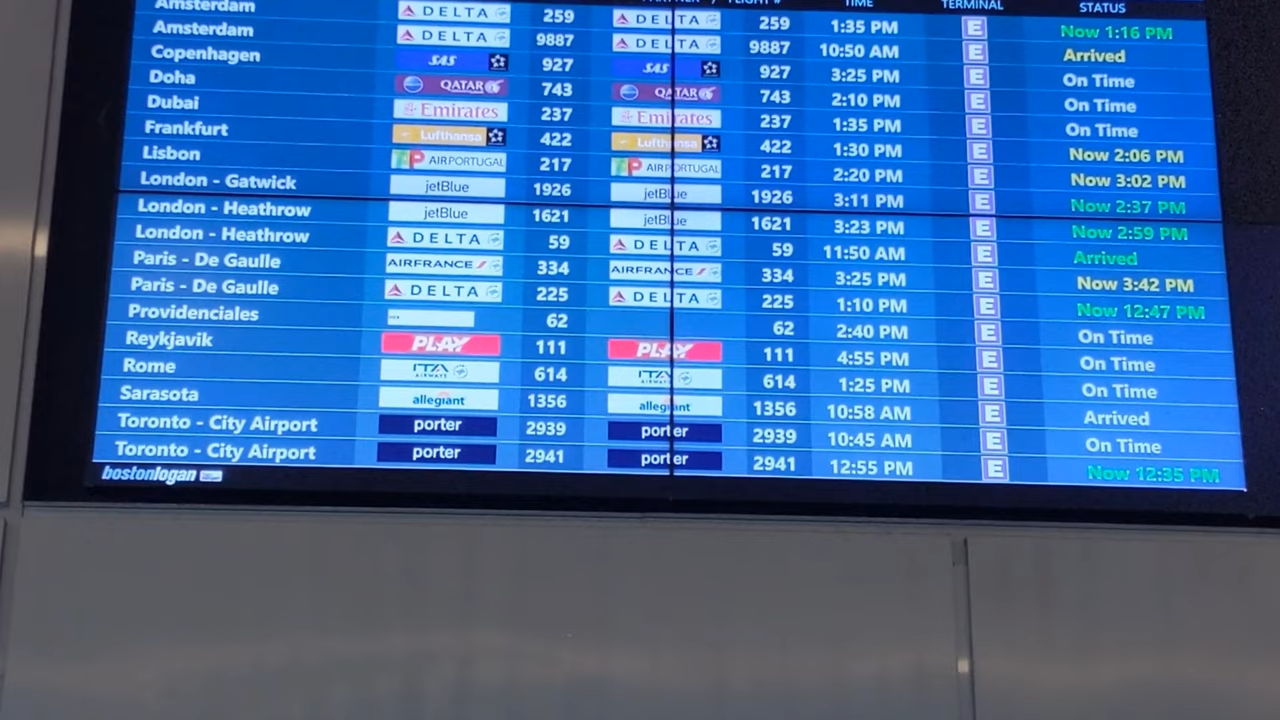 FLIGHT # TIME TERMINAL STATUS
Amsterdam DELTA 259 DELTA 259 1:35 PM E Now 1:16 PM
Amsterdam DELTA 9887 DELTA 9887 10:50 AM E Arrived
Copenhagen SAS 927 SAS 927 3:25 PM E On Time
Doha QATAR 743 QATAR 743 2:10 PM E On Time
Dubai Emirates 237 Emirates 237 1:35 PM E On Time
Frankfurt Lufthansa 422 Lufthansa 422 1:30 PM E Now 2:06 PM
Lisbon TP AIR PORTUGAL 217 TP AIR PORTUGAL 217 2:20 PM E Now 3:02 PM
London - Gatwick jetBlue 1926 jetBlue 1926 3:11 PM E Now 2:37 PM
London - Heathrow jetBlue 1621 jetBlue 1621 3:23 PM E Now 2:59 PM
London - Heathrow DELTA 59 DELTA 59 11:50 AM E Arrived
Paris - De Gaulle AIRFRANCE 334 AIRFRANCE 334 3:25 PM E Now 3:42 PM
Paris - De Gaulle DELTA 225 DELTA 225 1:10 PM E Now 12:47 PM
Providenciales 62 62 2:40 PM E On Time
Reykjavik PLAY 111 PLAY 111 4:55 PM E On Time
Rome ITA AIRWAYS 614 ITA AIRWAYS 614 1:25 PM E On Time
Sarasota allegiant 1356 allegiant 1356 10:58 AM E Arrived
Toronto - City Airport porter 2939 porter 2939 10:45 AM E On Time
Toronto - City Airport porter 2941 porter 2941 12:55 PM E Now 12:35 PM
bostonlogan